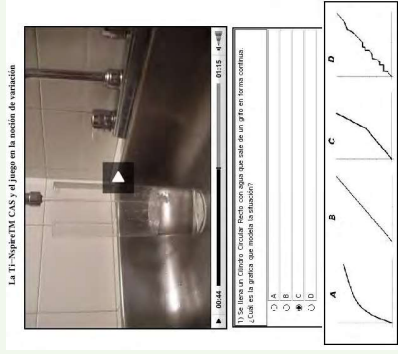 La Ti–NspireTM CAS y el juego en la noción de variación
00:44
01:15
1) Se llena un Cilindro Circular Recto con agua que sale de un grifo en forma continua.
¿Cuál es la grafica que modela la situación?
A
B
C
D
A
B
C
D